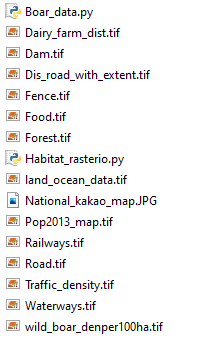 Boar_data.py
Dairy_farm_dist.tif
Dam.tif
Dis_road_with_extent.tif
Fence.tif
Food.tif
Forest.tif
Habitat_rasterio.py
land_ocean_data.tif
National_kakao_map.JPG
Pop2013_map.tif
Railways.tif
Road.tif
Traffic_density.tif
Waterways.tif
wild_boar_denper100ha.tif